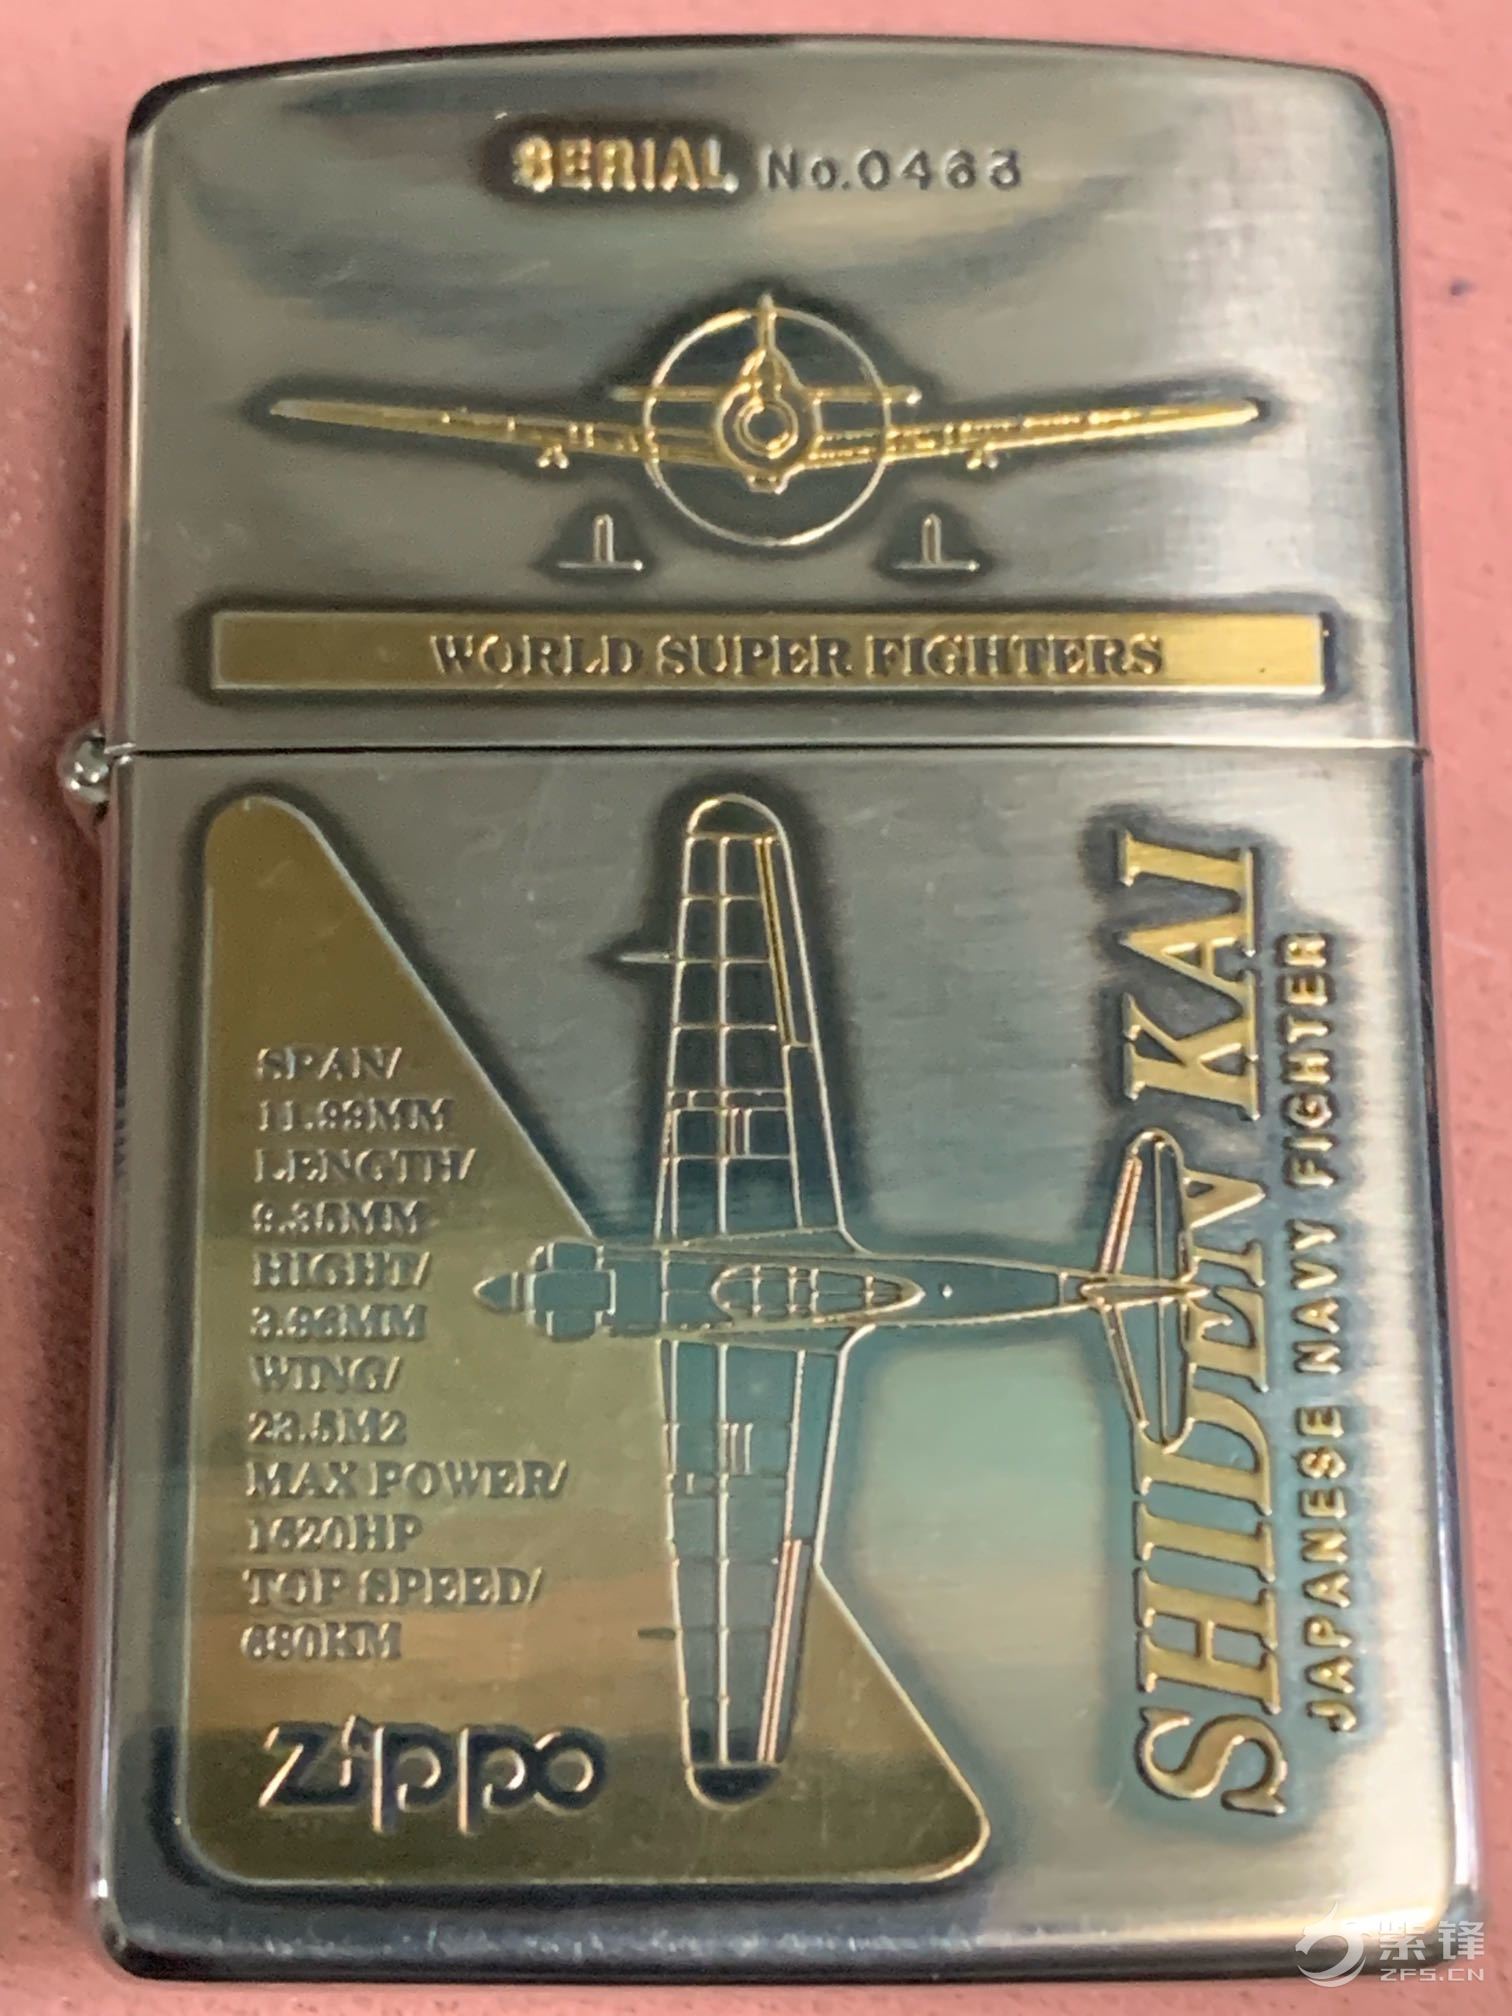 SERIAL No.0463
WORLD SUPER FIGHTERS
SPAN/
11.99MM
LENGTH/
9.35MM
HIGHT/
3.96MM
WING/
23.5M2
MAX POWER/
1620HP
TOP SPEED/
680KM
Zippo
SHIDEN KAI
JAPANESE NAVY FIGHTER
紫锋
ZFS.CN